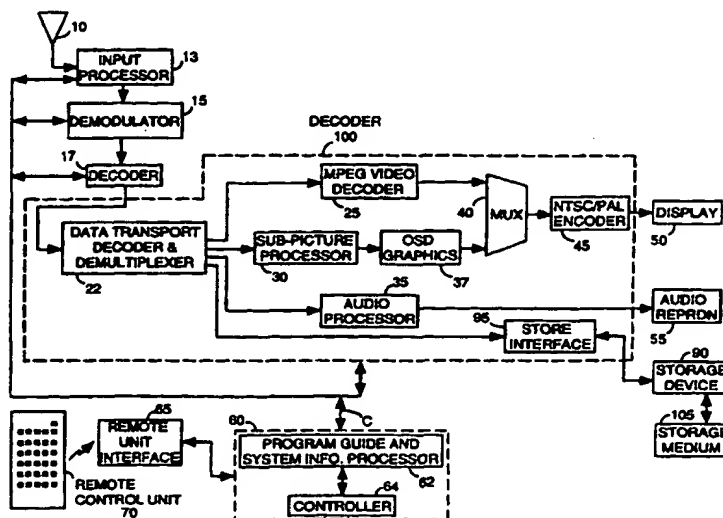 10
INPUT
PROCESSOR
13
15
DEMODULATOR
17
DECODER
DECODER
100
MPEG VIDEO
DECODER
25
40
MUX
NTSC/PAL
ENCODER
45
DISPLAY
50
DATA TRANSPORT
DECODER &
DEMULTIPLEXER
22
SUB-PICTURE
PROCESSOR
30
OSD
GRAPHICS
37
35
AUDIO
PROCESSOR
AUDIO
REPRDN
55
95
STORE
INTERFACE
90
STORAGE
DEVICE
105
STORAGE
MEDIUM
C
65
REMOTE
UNIT
INTERFACE
60
PROGRAM GUIDE AND
SYSTEM INFO. PROCESSOR
62
64
CONTROLLER
REMOTE
CONTROL UNIT
70